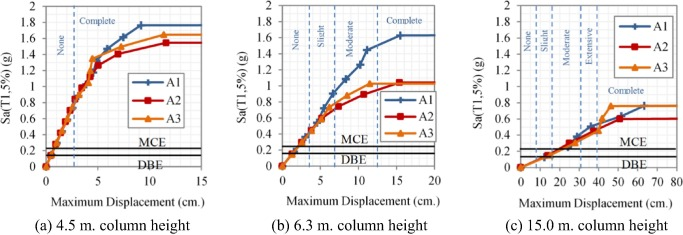 None
Complete
Sa(T1,5%) (g)
1.8
1.6
1.4
1.2
1
0.8
0.6
0.4
0.2
0
A1
A2
A3
MCE
DBE
0
5
10
15
Maximum Displacement (cm.)
(a) 4.5 m. column height
None
Slight
Moderate
Complete
Sa(T1,5%) (g)
1.8
1.6
1.4
1.2
1
0.8
0.6
0.4
0.2
0
A1
A2
A3
MCE
DBE
0
5
10
15
20
Maximum Displacement (cm.)
(b) 6.3 m. column height
None
Slight
Moderate
Extensive
Complete
Sa(T1,5%) (g)
1.8
1.6
1.4
1.2
1
0.8
0.6
0.4
0.2
0
A1
A2
A3
MCE
DBE
0
10
20
30
40
50
60
70
80
Maximum Displacement (cm.)
(c) 15.0 m. column height